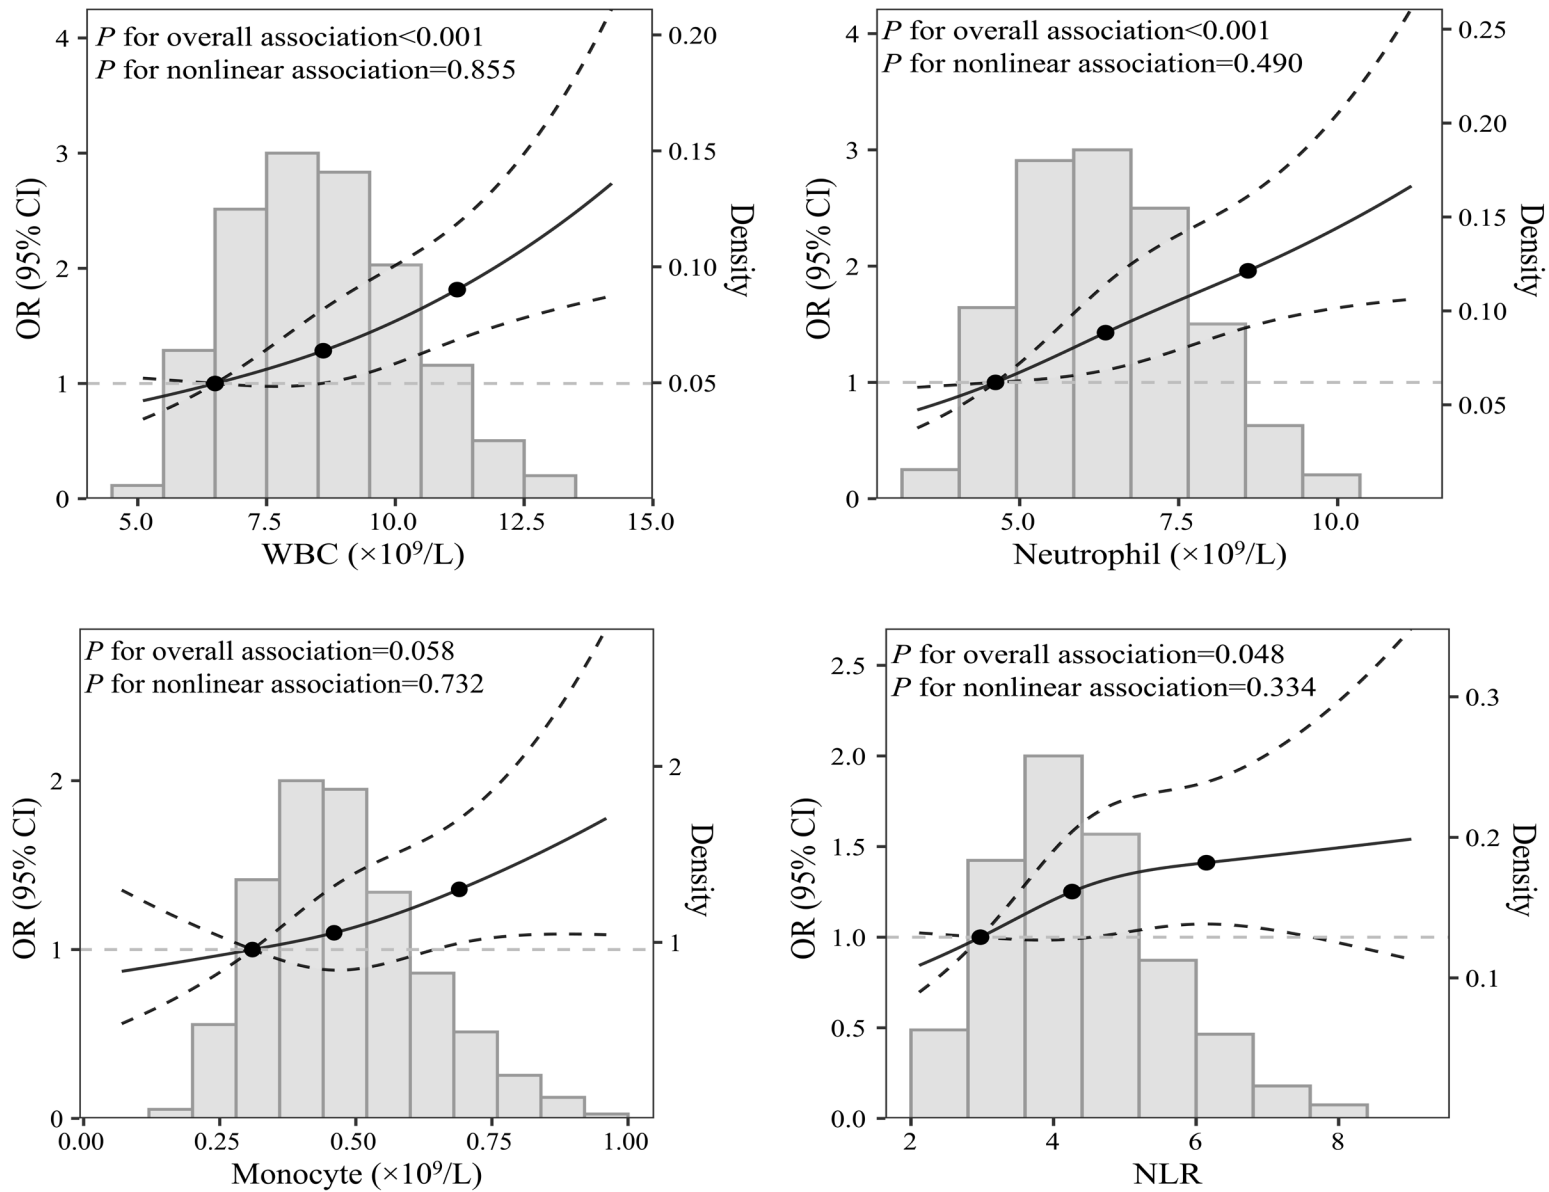 P for overall association<0.001
P for nonlinear association=0.855
4
3
2
1
0
OR (95% CI)
0.20
0.15
0.10
0.05
Density
5.0 7.5 10.0 12.5 15.0
WBC (×10⁹/L)
P for overall association<0.001
P for nonlinear association=0.490
4
3
2
1
0
OR (95% CI)
0.25
0.20
0.15
0.10
0.05
Density
5.0 7.5 10.0
Neutrophil (×10⁹/L)
P for overall association=0.058
P for nonlinear association=0.732
2
1
0
OR (95% CI)
2
1
Density
0.00 0.25 0.50 0.75 1.00
Monocyte (×10⁹/L)
P for overall association=0.048
P for nonlinear association=0.334
2.5
2.0
1.5
1.0
0.5
0.0
OR (95% CI)
0.3
0.2
0.1
Density
2 4 6 8
NLR